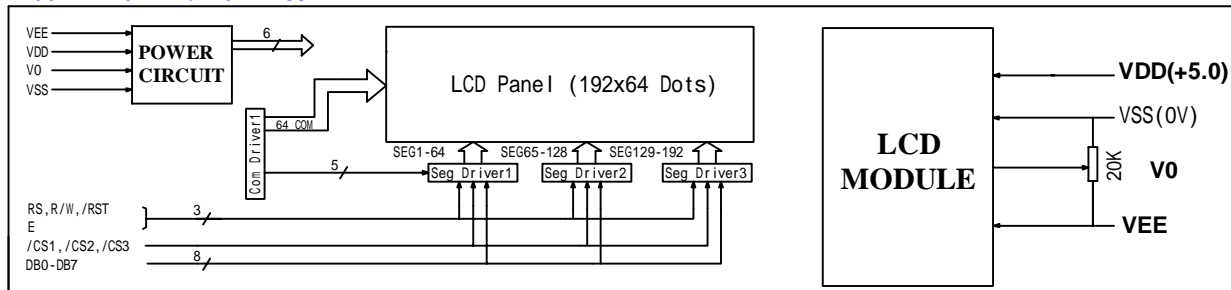 VEE
VDD
V0
VSS
POWER
CIRCUIT
6
LCD Panel (192x64 Dots)
Com Driver1
64 COM
SEG1-64
SEG65-128
SEG129-192
5
Seg Driver1
Seg Driver2
Seg Driver3
RS,R/W,/RST
E
3
/CS1,/CS2,/CS3
DB0-DB7
8
LCD
MODULE
VDD(+5.0)
VSS(0V)
20K
V0
VEE